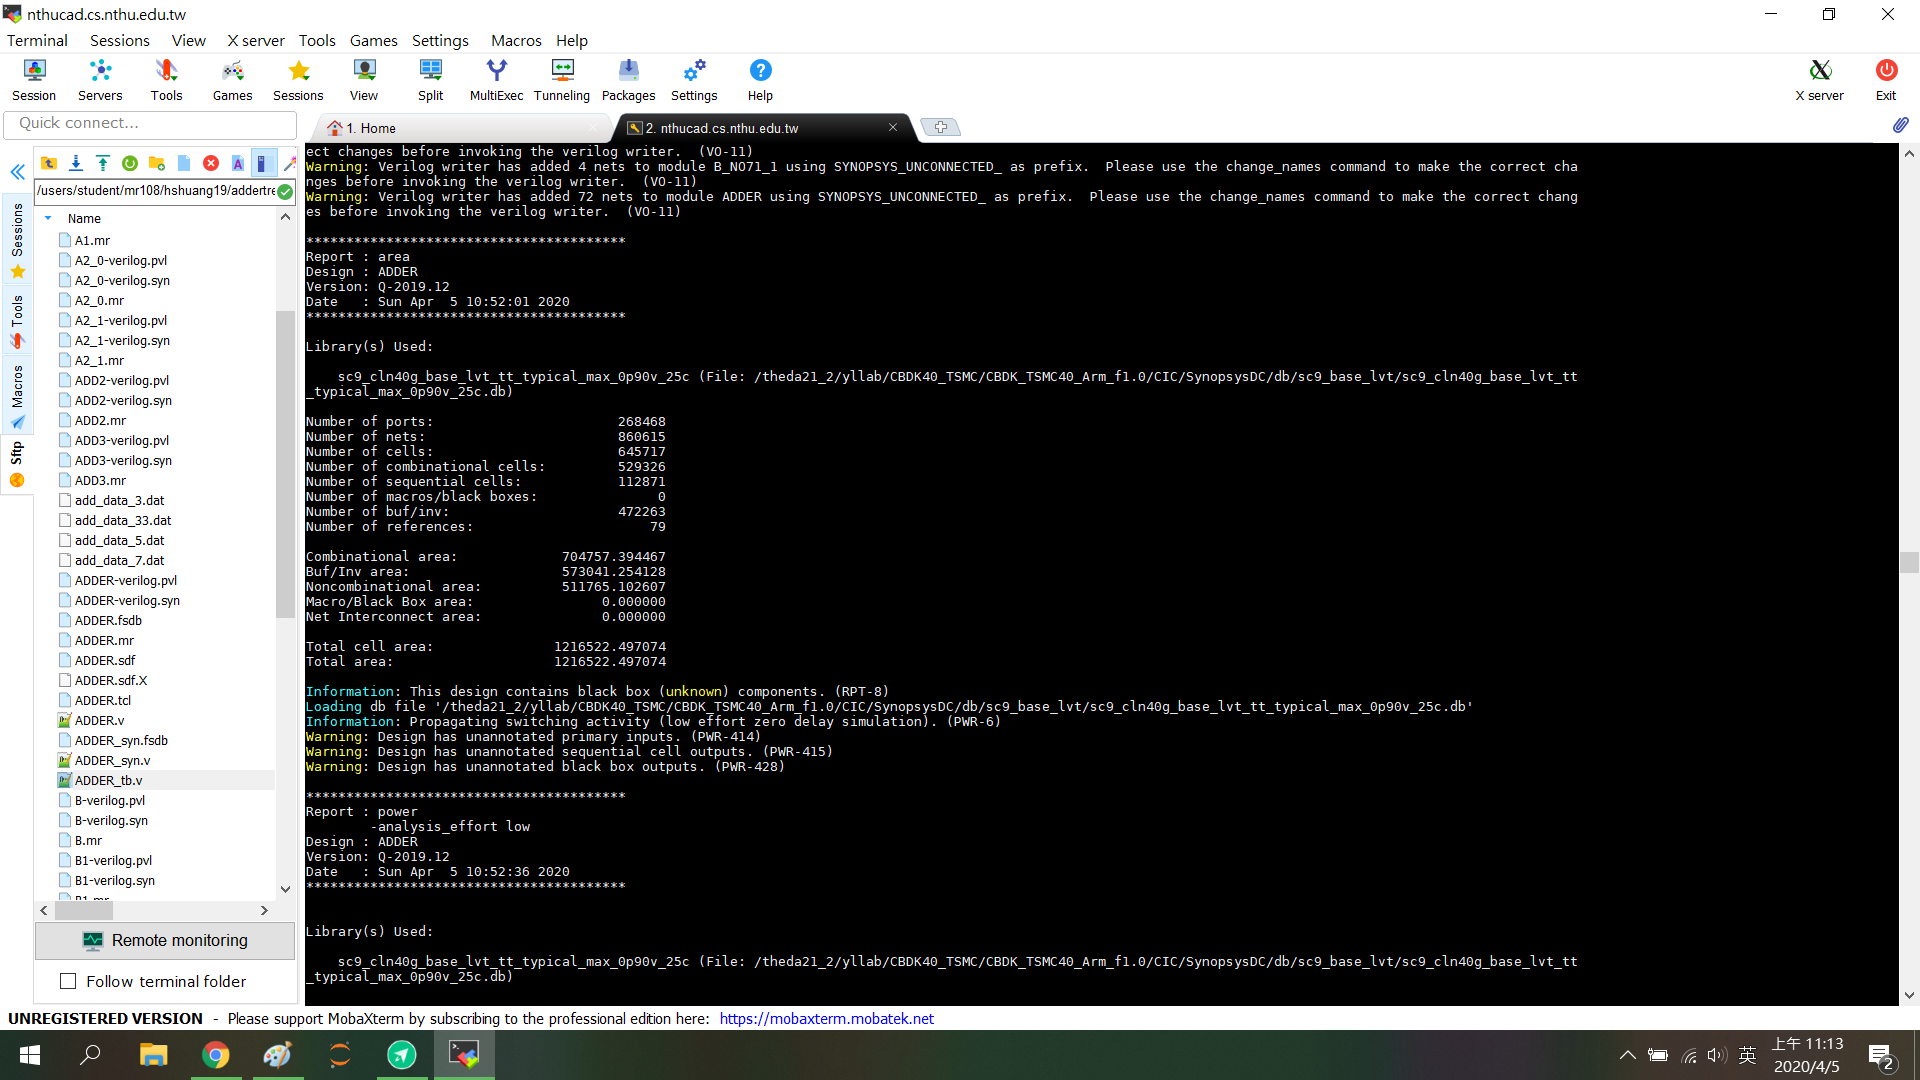 nthucad.cs.nthu.edu.tw
Terminal Sessions View X server Tools Games Settings Macros Help
Session Servers Tools Games Sessions View Split MultiExec Tunneling Packages Settings Help X server Exit
Quick connect...
1. Home
2. nthucad.cs.nthu.edu.tw
Sessions
Tools
Macros
Sftp
/users/student/mr108/hshuang19/addertre
Name
A1.mr
A2_0-verilog.pvl
A2_0-verilog.syn
A2_0.mr
A2_1-verilog.pvl
A2_1-verilog.syn
A2_1.mr
ADD2-verilog.pvl
ADD2-verilog.syn
ADD2.mr
ADD3-verilog.pvl
ADD3-verilog.syn
ADD3.mr
add_data_3.dat
add_data_33.dat
add_data_5.dat
add_data_7.dat
ADDER-verilog.pvl
ADDER-verilog.syn
ADDER.fsdb
ADDER.mr
ADDER.sdf
ADDER.sdf.X
ADDER.tcl
ADDER.v
ADDER_syn.fsdb
ADDER_syn.v
ADDER_tb.v
B-verilog.pvl
B-verilog.syn
B.mr
B1-verilog.pvl
B1-verilog.syn
B1.mr
Remote monitoring
Follow terminal folder
ect changes before invoking the verilog writer.  (VO-11)
Warning: Verilog writer has added 4 nets to module B_NO71_1 using SYNOPSYS_UNCONNECTED_ as prefix.  Please use the change_names command to make the correct cha
nges before invoking the verilog writer.  (VO-11)
Warning: Verilog writer has added 72 nets to module ADDER using SYNOPSYS_UNCONNECTED_ as prefix.  Please use the change_names command to make the correct chang
es before invoking the verilog writer.  (VO-11)
****************************************
Report : area
Design : ADDER
Version: Q-2019.12
Date   : Sun Apr  5 10:52:01 2020
****************************************
Library(s) Used:
sc9_cln40g_base_lvt_tt_typical_max_0p90v_25c (File: /theda21_2/yllab/CBDK40_TSMC/CBDK_TSMC40_Arm_f1.0/CIC/SynopsysDC/db/sc9_base_lvt/sc9_cln40g_base_lvt_tt
_typical_max_0p90v_25c.db)
Number of ports: 268468
Number of nets: 860615
Number of cells: 645717
Number of combinational cells: 529326
Number of sequential cells: 112871
Number of macros/black boxes: 0
Number of buf/inv: 472263
Number of references: 79
Combinational area: 704757.394467
Buf/Inv area: 573041.254128
Noncombinational area: 511765.102607
Macro/Black Box area: 0.000000
Net Interconnect area: 0.000000
Total cell area: 1216522.497074
Total area: 1216522.497074
Information: This design contains black box (unknown) components. (RPT-8)
Loading db file '/theda21_2/yllab/CBDK40_TSMC/CBDK_TSMC40_Arm_f1.0/CIC/SynopsysDC/db/sc9_base_lvt/sc9_cln40g_base_lvt_tt_typical_max_0p90v_25c.db'
Information: Propagating switching activity (low effort zero delay simulation). (PWR-6)
Warning: Design has unannotated primary inputs. (PWR-414)
Warning: Design has unannotated sequential cell outputs. (PWR-415)
Warning: Design has unannotated black box outputs. (PWR-428)
****************************************
Report : power
-analysis_effort low
Design : ADDER
Version: Q-2019.12
Date   : Sun Apr  5 10:52:36 2020
****************************************
Library(s) Used:
sc9_cln40g_base_lvt_tt_typical_max_0p90v_25c (File: /theda21_2/yllab/CBDK40_TSMC/CBDK_TSMC40_Arm_f1.0/CIC/SynopsysDC/db/sc9_base_lvt/sc9_cln40g_base_lvt_tt
_typical_max_0p90v_25c.db)
UNREGISTERED VERSION - Please support MobaXterm by subscribing to the professional edition here: https://mobaxterm.mobatek.net
英
上午 11:13
2020/4/5
2